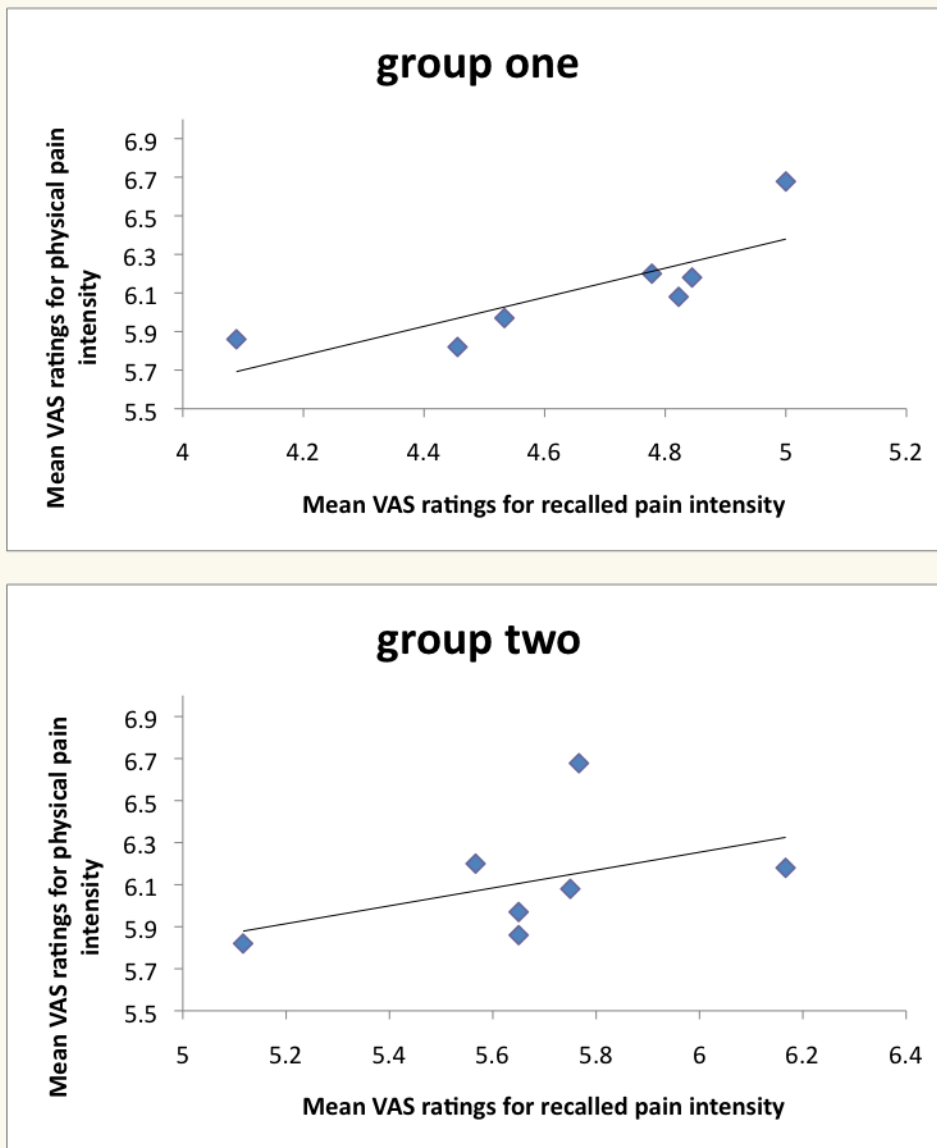 group one
Mean VAS ratings for physical pain
intensity
6.9
6.7
6.5
6.3
6.1
5.9
5.7
5.5
4 4.2 4.4 4.6 4.8 5 5.2
Mean VAS ratings for recalled pain intensity
group two
Mean VAS ratings for physical pain
intensity
6.9
6.7
6.5
6.3
6.1
5.9
5.7
5.5
5 5.2 5.4 5.6 5.8 6 6.2 6.4
Mean VAS ratings for recalled pain intensity